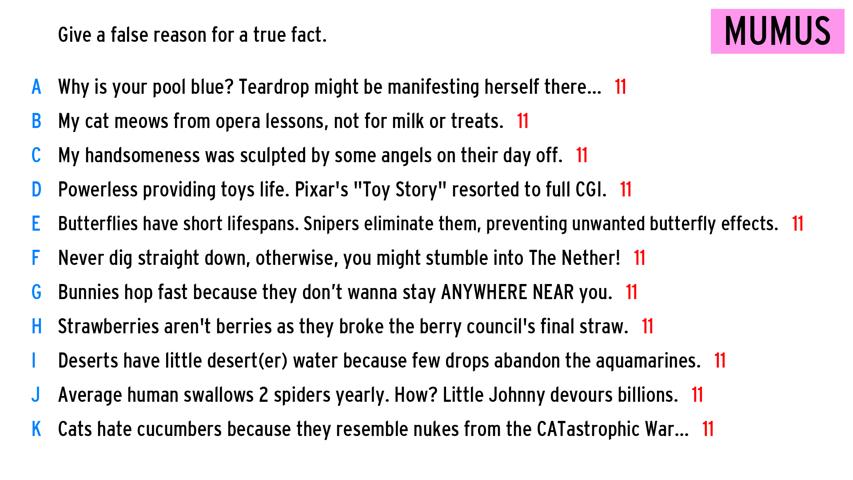 Give a false reason for a true fact.
MUMUS
A Why is your pool blue? Teardrop might be manifesting herself there... 11
B My cat meows from opera lessons, not for milk or treats. 11
C My handsomeness was sculpted by some angels on their day off. 11
D Powerless providing toys life. Pixar's "Toy Story" resorted to full CGI. 11
E Butterflies have short lifespans. Snipers eliminate them, preventing unwanted butterfly effects. 11
F Never dig straight down, otherwise, you might stumble into The Nether! 11
G Bunnies hop fast because they don’t wanna stay ANYWHERE NEAR you. 11
H Strawberries aren't berries as they broke the berry council's final straw. 11
I Deserts have little desert(er) water because few drops abandon the aquamarines. 11
J Average human swallows 2 spiders yearly. How? Little Johnny devours billions. 11
K Cats hate cucumbers because they resemble nukes from the CATastrophic War... 11